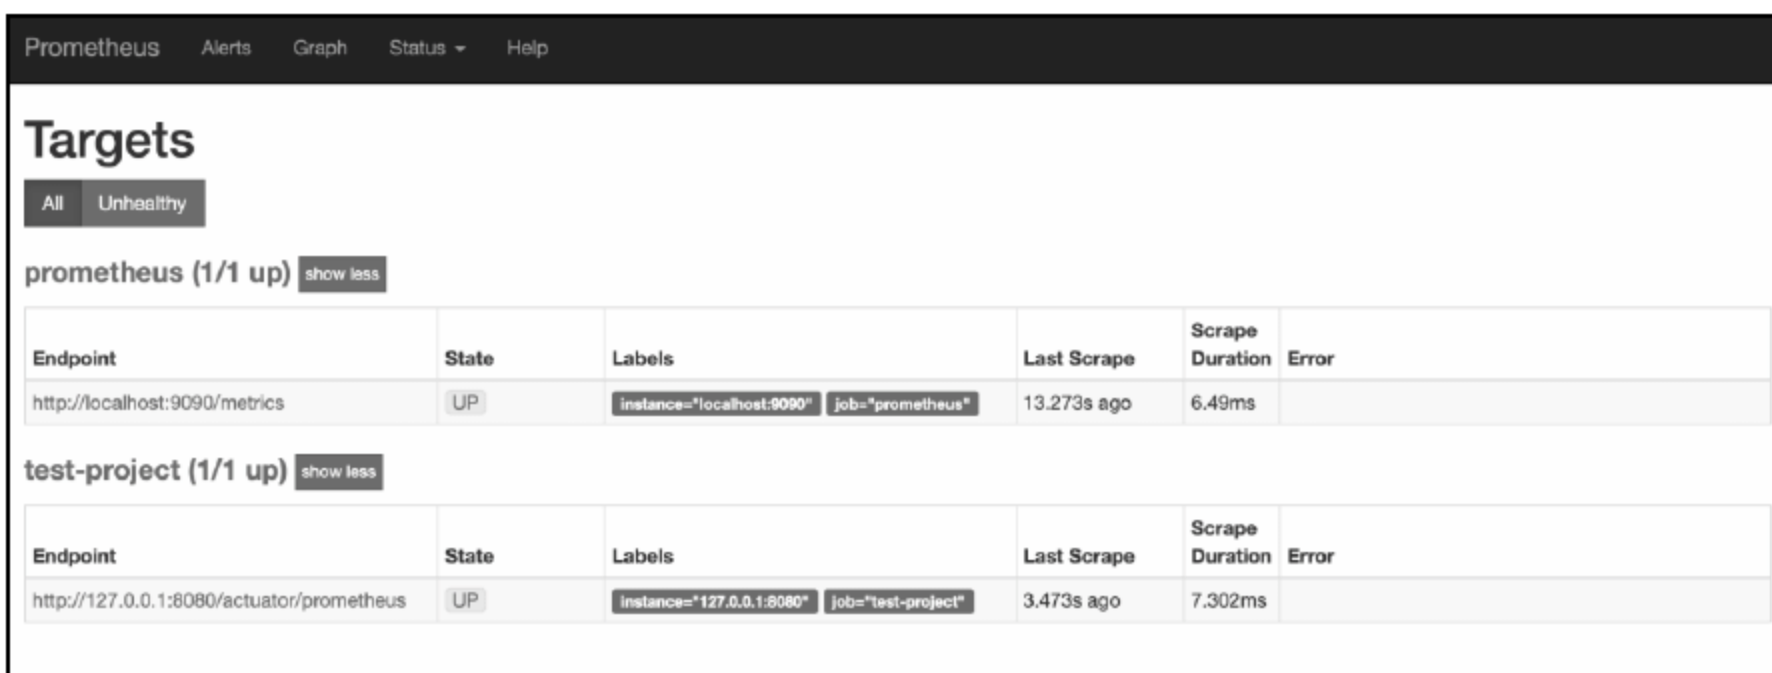 Prometheus Alerts Graph Status Help
Targets
All Unhealthy
prometheus (1/1 up) show less
Endpoint State Labels Last Scrape Scrape Duration Error
http://localhost:9090/metrics UP instance="localhost:9090" job="prometheus" 13.273s ago 6.49ms
test-project (1/1 up) show less
Endpoint State Labels Last Scrape Scrape Duration Error
http://127.0.0.1:8080/actuator/prometheus UP instance="127.0.0.1:8080" job="test-project" 3.473s ago 7.302ms